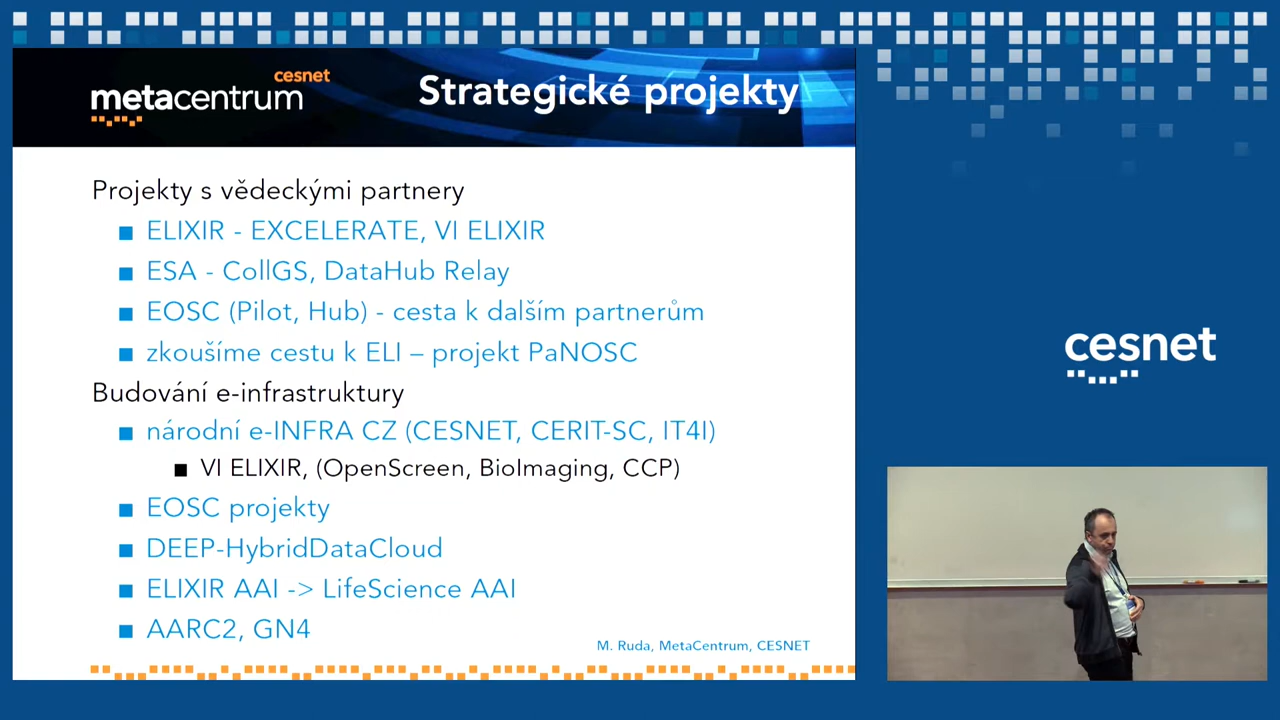 cesnet
metacentrum
Strategické projekty
Projekty s vědeckými partnery
ELIXIR - EXCELERATE, VI ELIXIR
ESA - CollGS, DataHub Relay
EOSC (Pilot, Hub) - cesta k dalším partnerům
zkoušíme cestu k ELI – projekt PaNOSC
Budování e-infrastruktury
národní e-INFRA CZ (CESNET, CERIT-SC, IT4I)
VI ELIXIR, (OpenScreen, BioImaging, CCP)
EOSC projekty
DEEP-HybridDataCloud
ELIXIR AAI -> LifeScience AAI
AARC2, GN4
M. Ruda, MetaCentrum, CESNET
cesnet